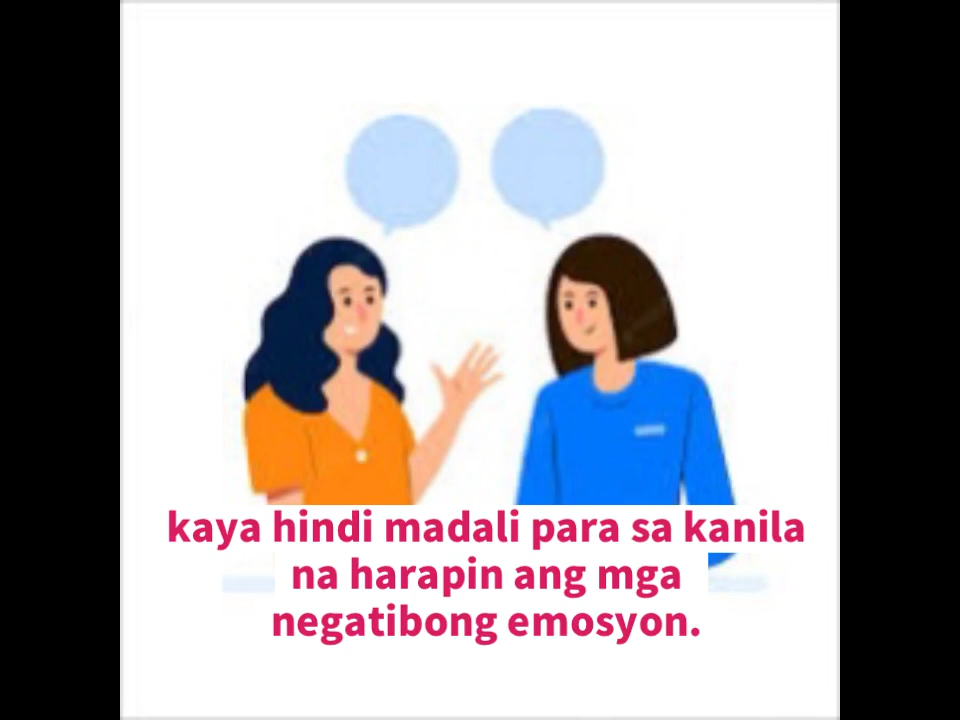 kaya hindi madali para sa kanila
na harapin ang mga
negatibong emosyon.